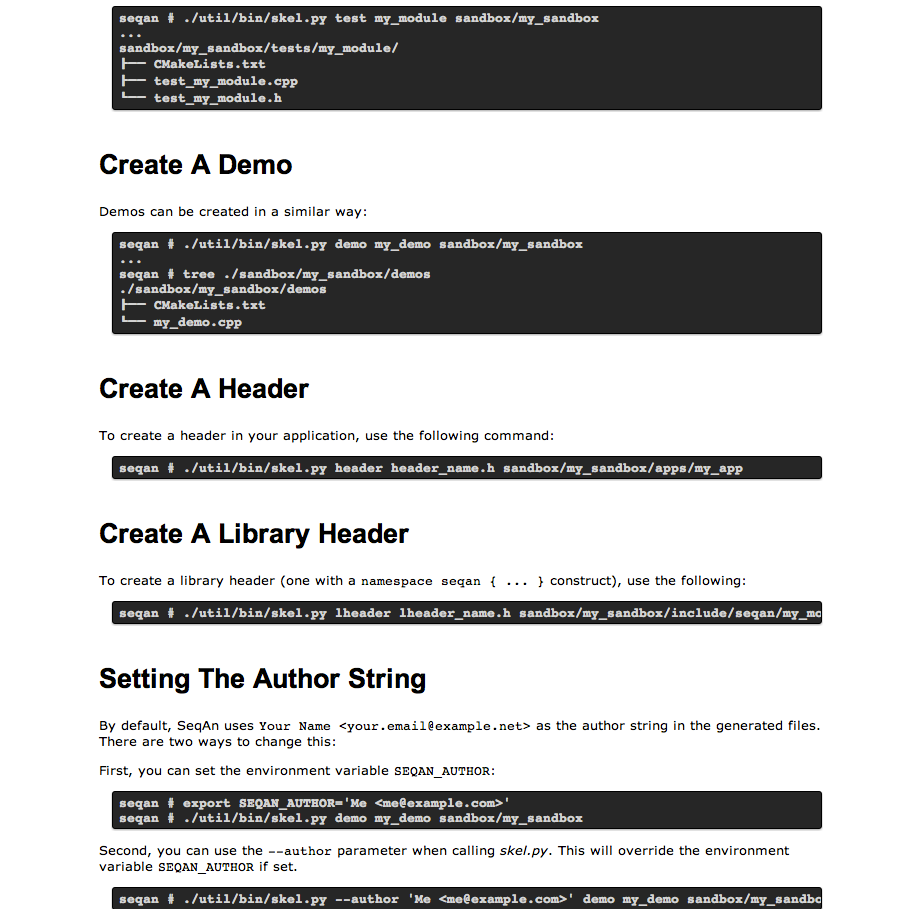 seqan # ./util/bin/skel.py test my_module sandbox/my_sandbox
...
sandbox/my_sandbox/tests/my_module/
├── CMakeLists.txt
├── test_my_module.cpp
└── test_my_module.h
Create A Demo
Demos can be created in a similar way:
seqan # ./util/bin/skel.py demo my_demo sandbox/my_sandbox
...
seqan # tree ./sandbox/my_sandbox/demos
./sandbox/my_sandbox/demos
├── CMakeLists.txt
└── my_demo.cpp
Create A Header
To create a header in your application, use the following command:
seqan # ./util/bin/skel.py header header_name.h sandbox/my_sandbox/apps/my_app
Create A Library Header
To create a library header (one with a namespace seqan { ... } construct), use the following:
seqan # ./util/bin/skel.py lheader lheader_name.h sandbox/my_sandbox/include/seqan/my_mo
Setting The Author String
By default, SeqAn uses Your Name <your.email@example.net> as the author string in the generated files.
There are two ways to change this:
First, you can set the environment variable SEQAN_AUTHOR:
seqan # export SEQAN_AUTHOR='Me <me@example.com>'
seqan # ./util/bin/skel.py demo my_demo sandbox/my_sandbox
Second, you can use the --author parameter when calling skel.py. This will override the environment
variable SEQAN_AUTHOR if set.
seqan # ./util/bin/skel.py --author 'Me <me@example.com>' demo my_demo sandbox/my_sandbo